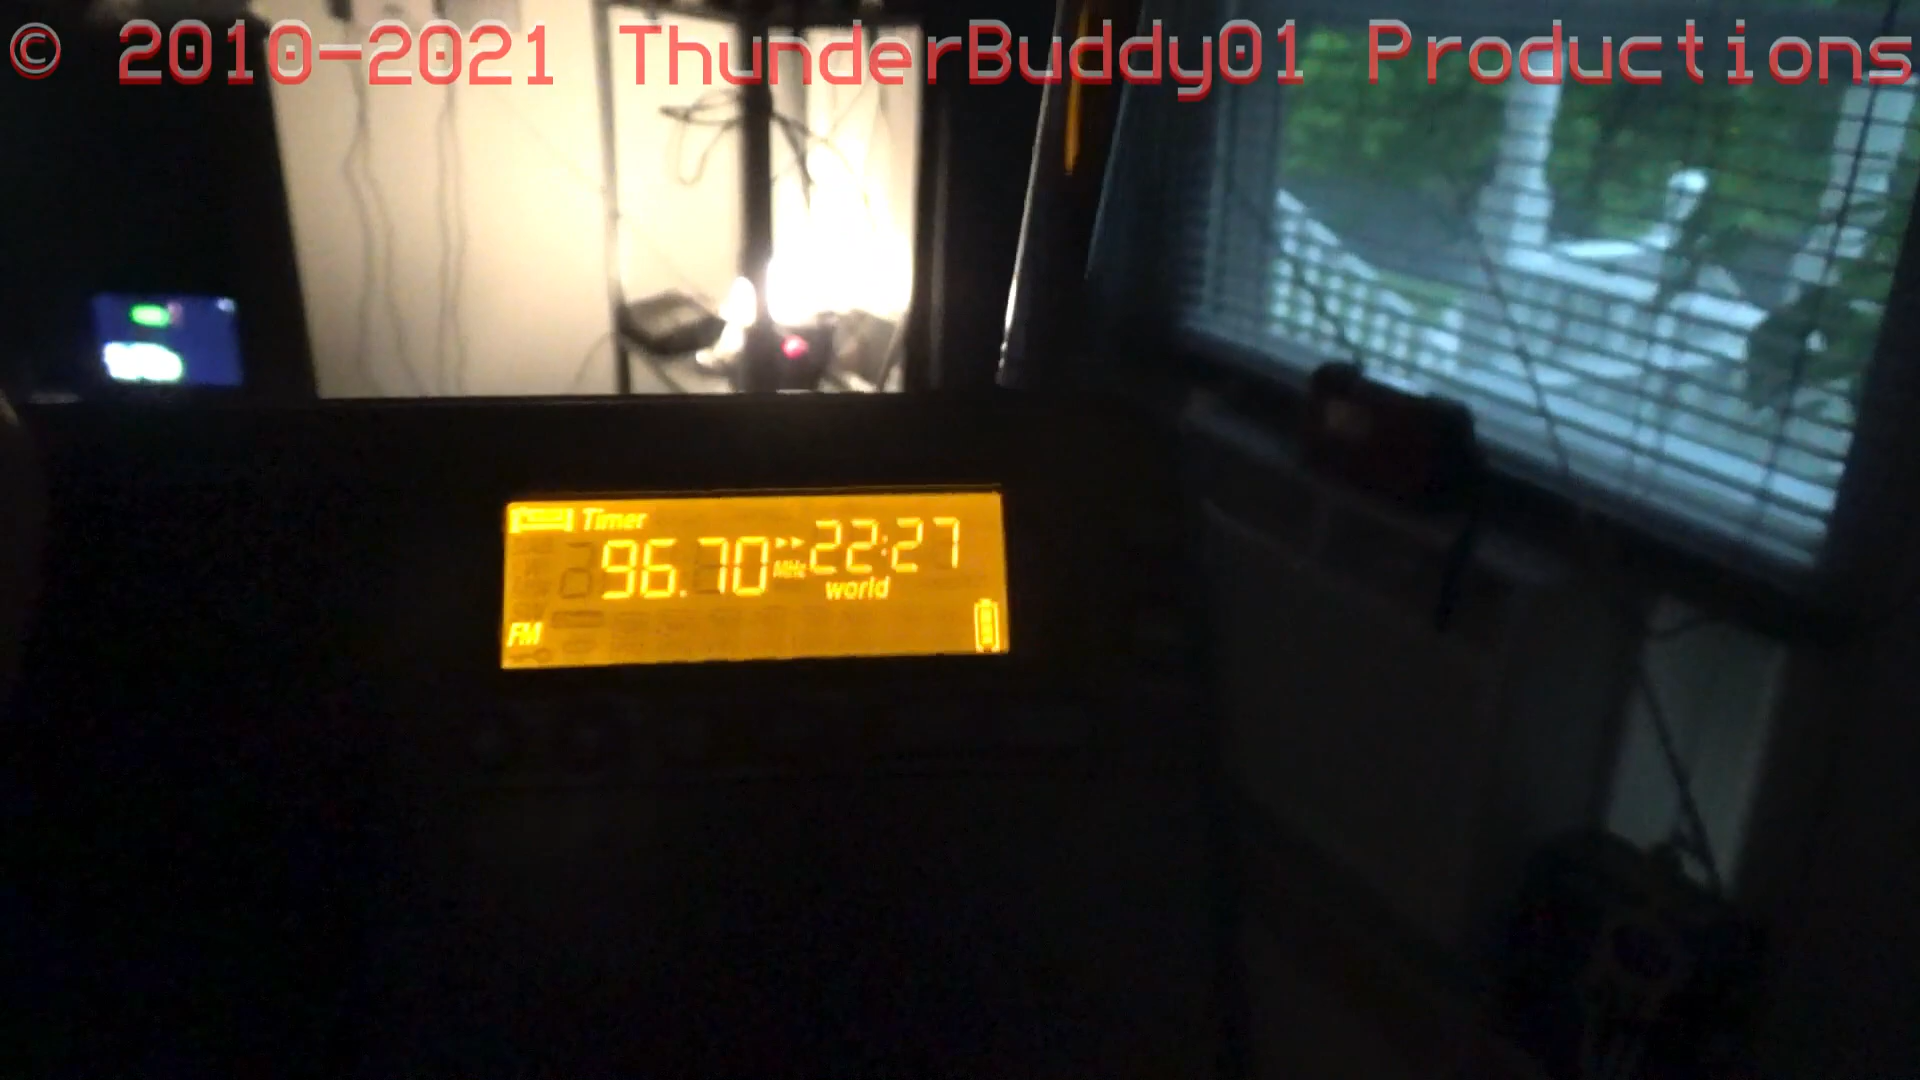 © 2010-2021 ThunderBuddy01 Productions
Timer
96.70 MHz 22:27
world
FM